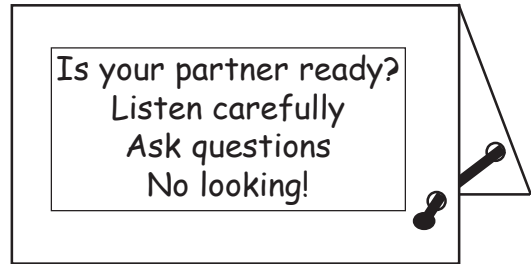 Is your partner ready?
Listen carefully
Ask questions
No looking!